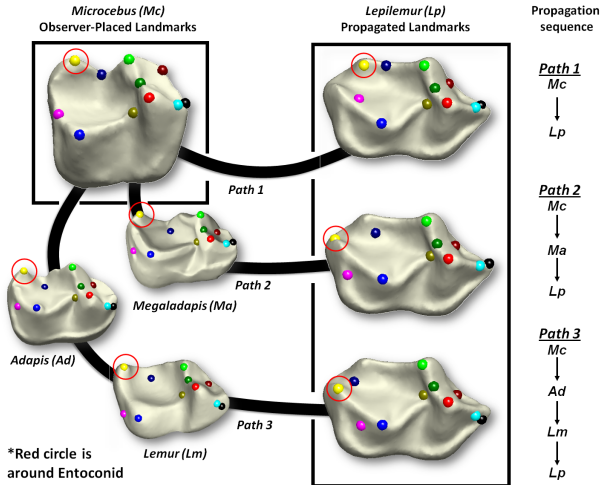 Microcebus (Mc)
Observer-Placed Landmarks
Lepilemur (Lp)
Propagated Landmarks
Propagation
sequence
Path 1
Mc
Lp
Path 1
Path 2
Mc
Ma
Lp
Megaladapis (Ma)
Path 2
Adapis (Ad)
Path 3
Mc
Ad
Lm
Lp
Lemur (Lm)
Path 3
*Red circle is
around Entoconid